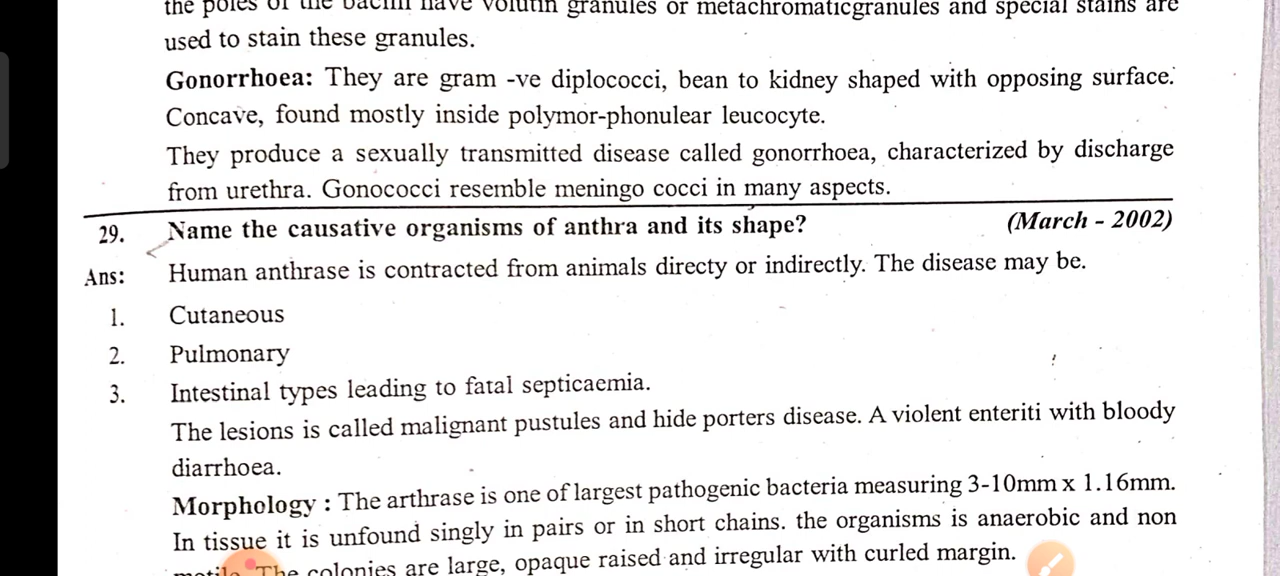 the poles of the bacilli have volutin granules or metachromaticgranules and special stains are
used to stain these granules.
Gonorrhoea: They are gram -ve diplococci, bean to kidney shaped with opposing surface.
Concave, found mostly inside polymor-phonulear leucocyte.
They produce a sexually transmitted disease called gonorrhoea, characterized by discharge
from urethra. Gonococci resemble meningo cocci in many aspects.
29. Name the causative organisms of anthra and its shape? (March - 2002)
Ans: Human anthrase is contracted from animals directy or indirectly. The disease may be.
1. Cutaneous
2. Pulmonary
3. Intestinal types leading to fatal septicaemia.
The lesions is called malignant pustules and hide porters disease. A violent enteriti with bloody
diarrhoea.
Morphology : The arthrase is one of largest pathogenic bacteria measuring 3-10mm x 1.16mm.
In tissue it is unfound singly in pairs or in short chains. the organisms is anaerobic and non
motile. The colonies are large, opaque raised and irregular with curled margin.